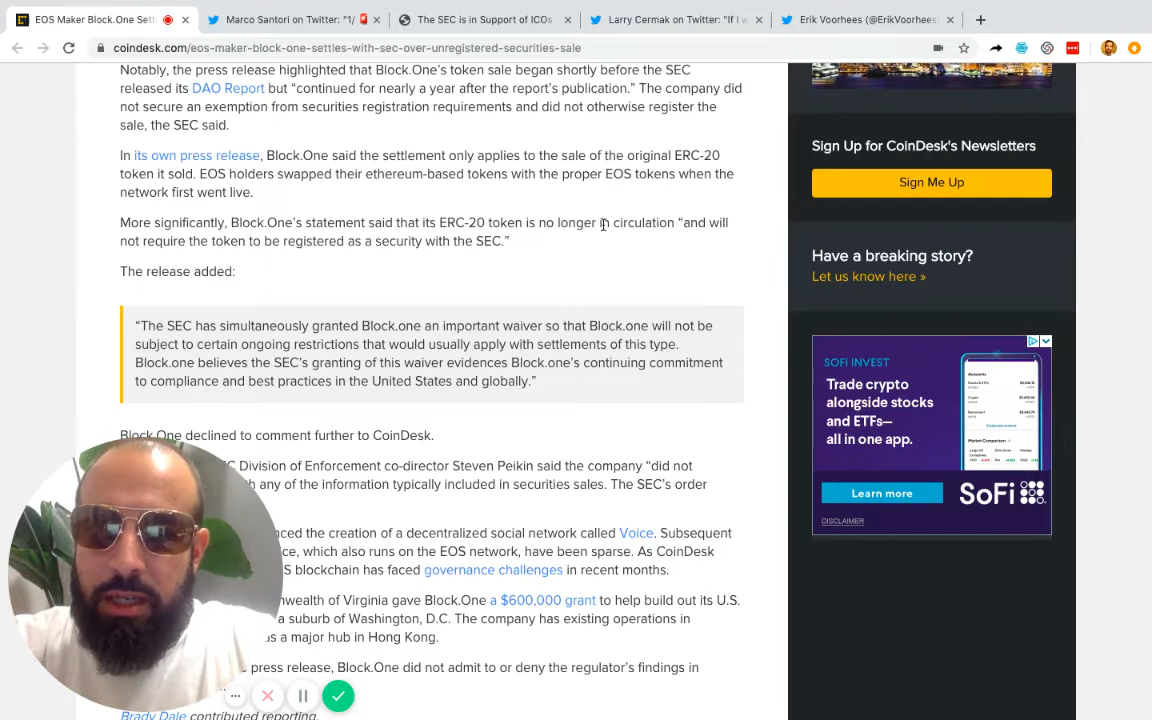 EOS Maker Block.One Sett
Marco Santori on Twitter: "1/
The SEC is in Support of ICOs
Larry Cermak on Twitter: "If I w
Erik Voorhees (@ErikVoorhees)
coindesk.com/eos-maker-block-one-settles-with-sec-over-unregistered-securities-sale
Notably, the press release highlighted that Block.One's token sale began shortly before the SEC
released its DAO Report but "continued for nearly a year after the report's publication." The company did
not secure an exemption from securities registration requirements and did not otherwise register the
sale, the SEC said.
In its own press release, Block.One said the settlement only applies to the sale of the original ERC-20
token it sold. EOS holders swapped their ethereum-based tokens with the proper EOS tokens when the
network first went live.
More significantly, Block.One's statement said that its ERC-20 token is no longer in circulation "and will
not require the token to be registered as a security with the SEC."
The release added:
"The SEC has simultaneously granted Block.one an important waiver so that Block.one will not be
subject to certain ongoing restrictions that would usually apply with settlements of this type.
Block.one believes the SEC's granting of this waiver evidences Block.one's continuing commitment
to compliance and best practices in the United States and globally."
Block.One declined to comment further to CoinDesk.
Division of Enforcement co-director Steven Peikin said the company "did not
any of the information typically included in securities sales. The SEC's order
the creation of a decentralized social network called Voice. Subsequent
which also runs on the EOS network, have been sparse. As CoinDesk
blockchain has faced governance challenges in recent months.
of Virginia gave Block.One a $600,000 grant to help build out its U.S.
a suburb of Washington, D.C. The company has existing operations in
as a major hub in Hong Kong.
press release, Block.One did not admit to or deny the regulator's findings in
Brady Dale contributed reporting.
Sign Up for CoinDesk's Newsletters
Sign Me Up
Have a breaking story?
Let us know here »
SOFI INVEST
Trade crypto
alongside stocks
and ETFs—
all in one app.
Learn more
SoFi
DISCLAIMER